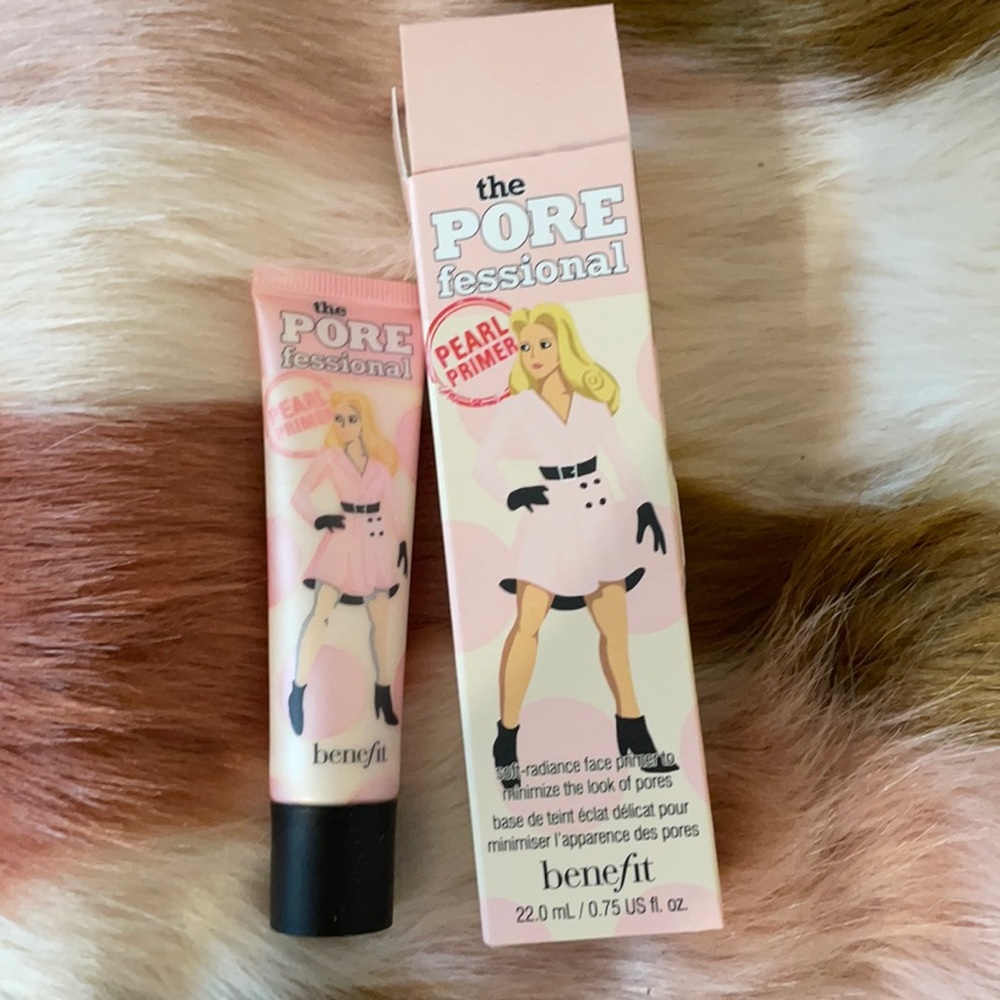 the
PORE
fessional
PEARL
PRIMER
benefit
the
PORE
fessional
PEARL
PRIMER
soft-radiance face primer to
minimize the look of pores
base de teint éclat délicat pour
minimiser l'apparence des pores
benefit
22.0 mL / 0.75 US fl. oz.